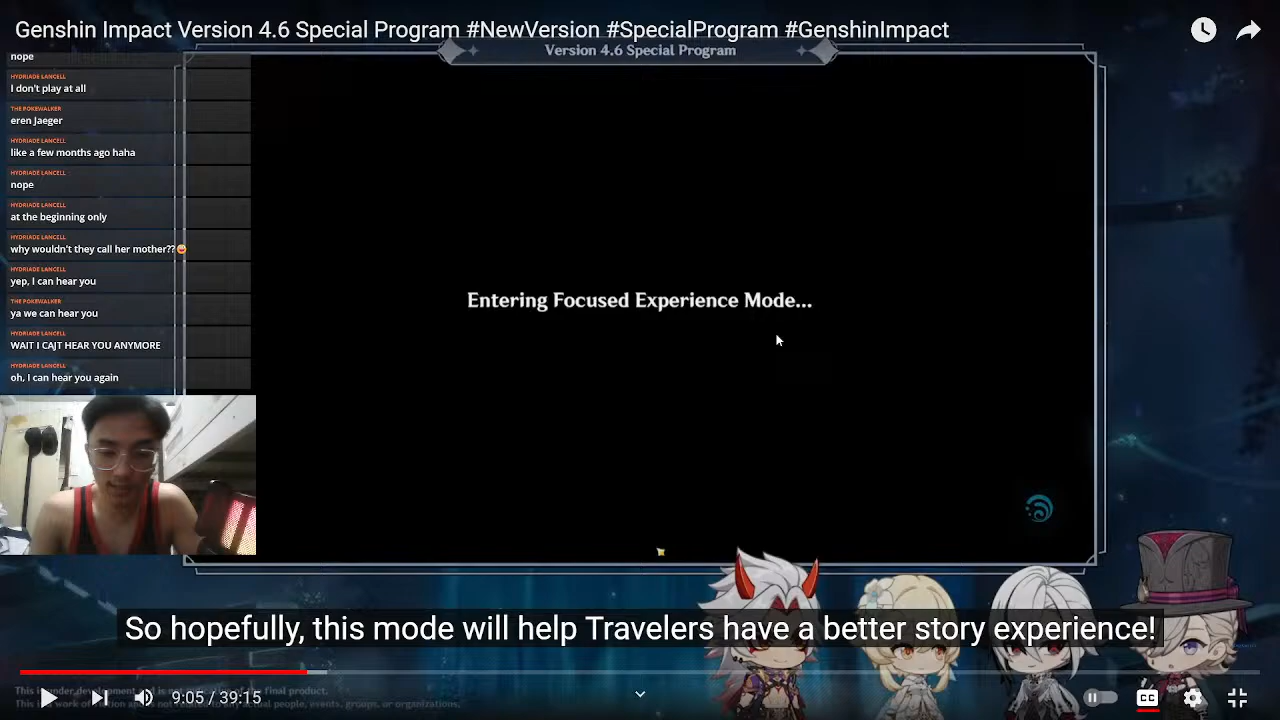 Genshin Impact Version 4.6 Special Program #NewVersion #SpecialProgram #GenshinImpact
Version 4.6 Special Program
nope
HYDRIADE LANCELL
I don't play at all
THE POKEWALKER
eren Jaeger
HYDRIADE LANCELL
like a few months ago haha
HYDRIADE LANCELL
nope
HYDRIADE LANCELL
at the beginning only
HYDRIADE LANCELL
why wouldn't they call her mother??😄
HYDRIADE LANCELL
yep, I can hear you
THE POKEWALKER
ya we can hear you
HYDRIADE LANCELL
WAIT I CAJT HEAR YOU ANYMORE
HYDRIADE LANCELL
oh, I can hear you again
Entering Focused Experience Mode...
So hopefully, this mode will help Travelers have a better story experience!
9:05 / 39:15
CC